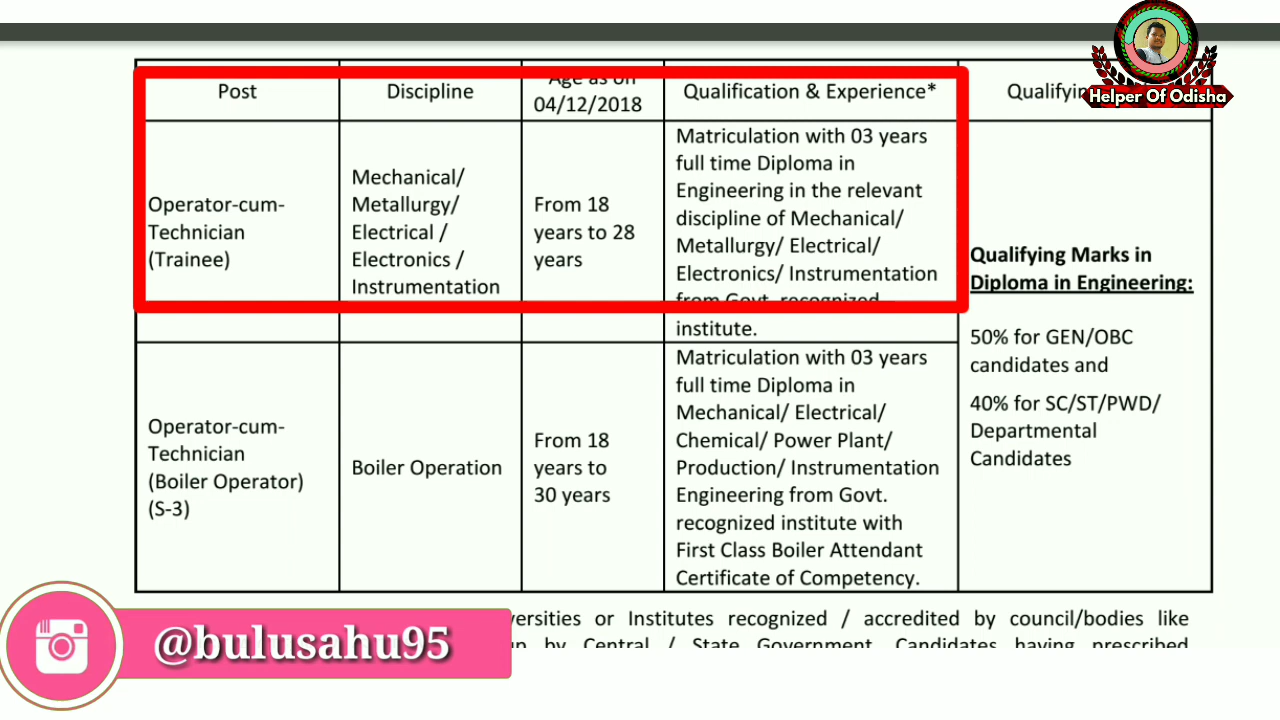 Post
Discipline
Age as on
04/12/2018
Qualification & Experience*
Qualifying
Helper Of Odisha
Operator-cum-
Technician
(Trainee)
Mechanical/
Metallurgy/
Electrical /
Electronics /
Instrumentation
From 18
years to 28
years
Matriculation with 03 years
full time Diploma in
Engineering in the relevant
discipline of Mechanical/
Metallurgy/ Electrical/
Electronics/ Instrumentation
from Govt. recognized
institute.
Qualifying Marks in
Diploma in Engineering:
50% for GEN/OBC
candidates and
40% for SC/ST/PWD/
Departmental
Candidates
Operator-cum-
Technician
(Boiler Operator)
(S-3)
Boiler Operation
From 18
years to
30 years
Matriculation with 03 years
full time Diploma in
Mechanical/ Electrical/
Chemical/ Power Plant/
Production/ Instrumentation
Engineering from Govt.
recognized institute with
First Class Boiler Attendant
Certificate of Competency.
or Institutes recognized / accredited by council/bodies like
by Central / State Government. Candidates having prescribed
@bulusahu95